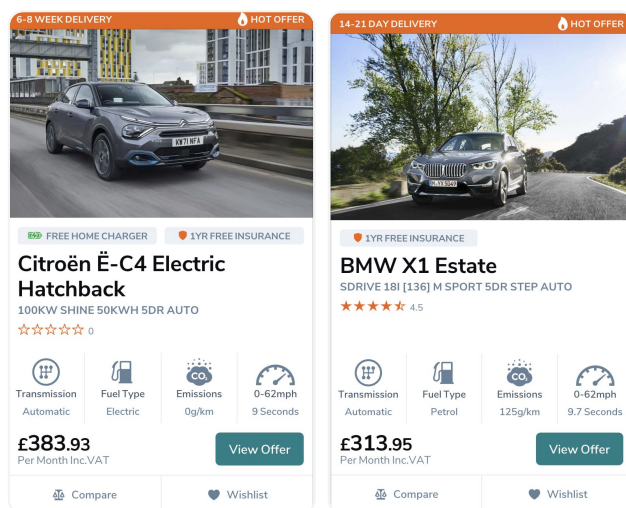 6-8 WEEK DELIVERY
HOT OFFER
KW71 NFA
FREE HOME CHARGER
1YR FREE INSURANCE
Citroën Ë-C4 Electric
Hatchback
100KW SHINE 50KWH 5DR AUTO
0
Transmission
Fuel Type
Emissions
0-62mph
CO₂
Automatic
Electric
0g/km
9 Seconds
£383.93
Per Month Inc.VAT
View Offer
Compare
Wishlist
14-21 DAY DELIVERY
HOT OFFER
1YR FREE INSURANCE
BMW X1 Estate
SDRIVE 18I [136] M SPORT 5DR STEP AUTO
4.5
CO₂
Transmission
Fuel Type
Emissions
0-62mph
Automatic
Petrol
125g/km
9.7 Seconds
£313.95
Per Month Inc.VAT
View Offer
Compare
Wishlist